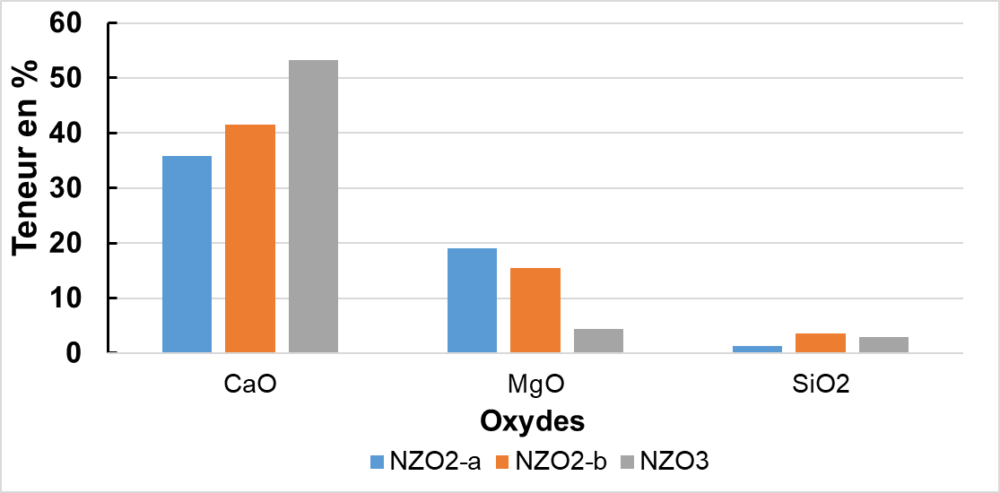 Teneur en %
60
50
40
30
20
10
0
CaO MgO SiO2
Oxydes
NZO2-a NZO2-b NZO3